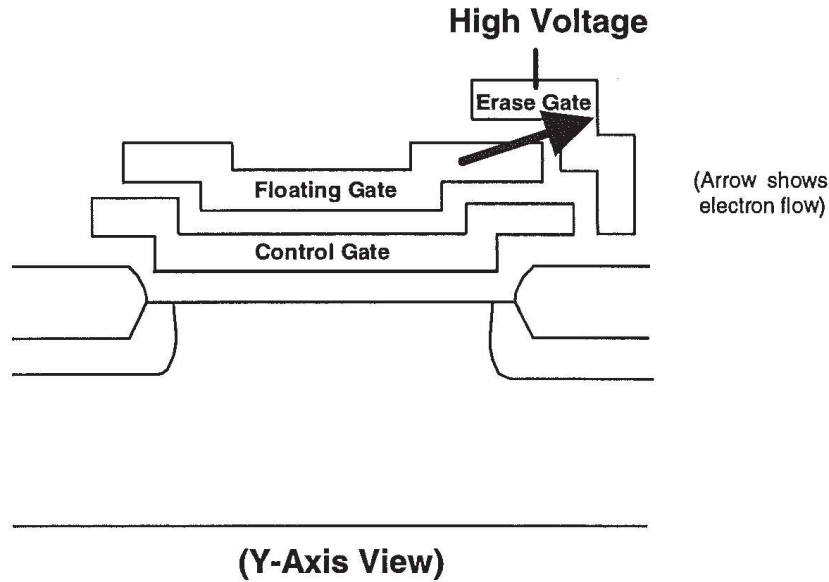 High Voltage
Erase Gate
Floating Gate
(Arrow shows
electron flow)
Control Gate
(Y-Axis View)